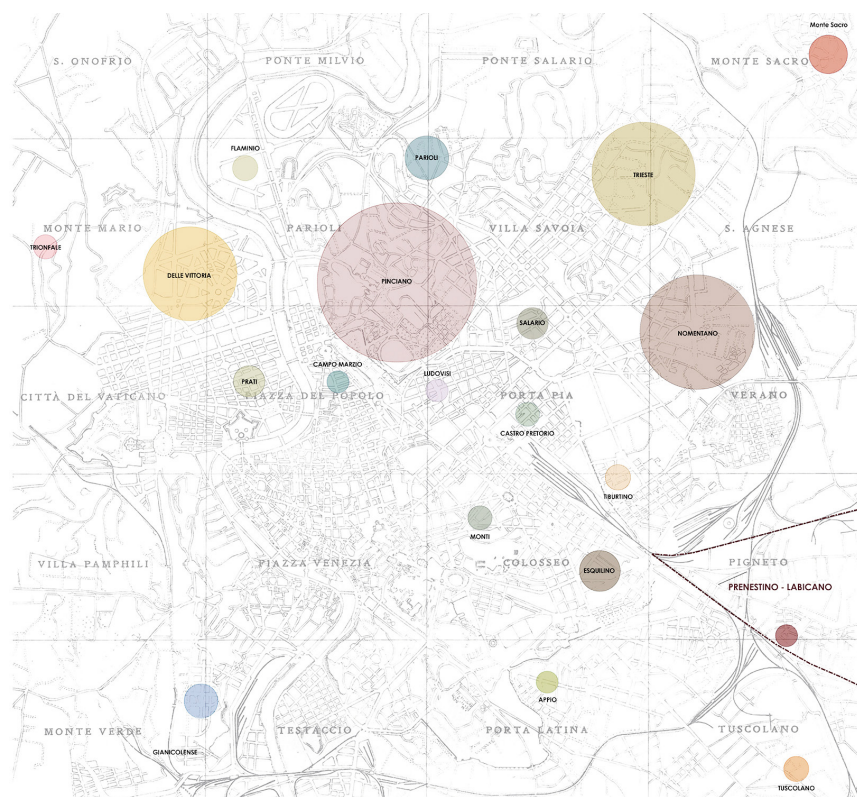 Monte Sacro
S. ONOFRIO
PONTE MILVIO
PONTE SALARIO
MONTE SACRO
FLAMINIO
PARIOLI
TRIESTE
MONTE MARIO
PARIOLI
VILLA SAVOIA
S. AGNESE
TRIONFALE
DELLE VITTORIA
PINCIANO
SALARIO
NOMENTANO
CAMPO MARZIO
LUDOVISI
PRATI
CITTÀ DEL VATICANO
PIAZZA DEL POPOLO
PORTA PIA
VERANO
CASTRO PRETORIO
TIBURTINO
MONTI
VILLA PAMPHILI
PIAZZA VENEZIA
COLOSSEO
PIGNETO
ESQUILINO
PRENESTINO - LABICANO
APPIO
MONTE VERDE
TESTACCIO
PORTA LATINA
TUSCOLANO
GIANICOLENSE
TUSCOLANO